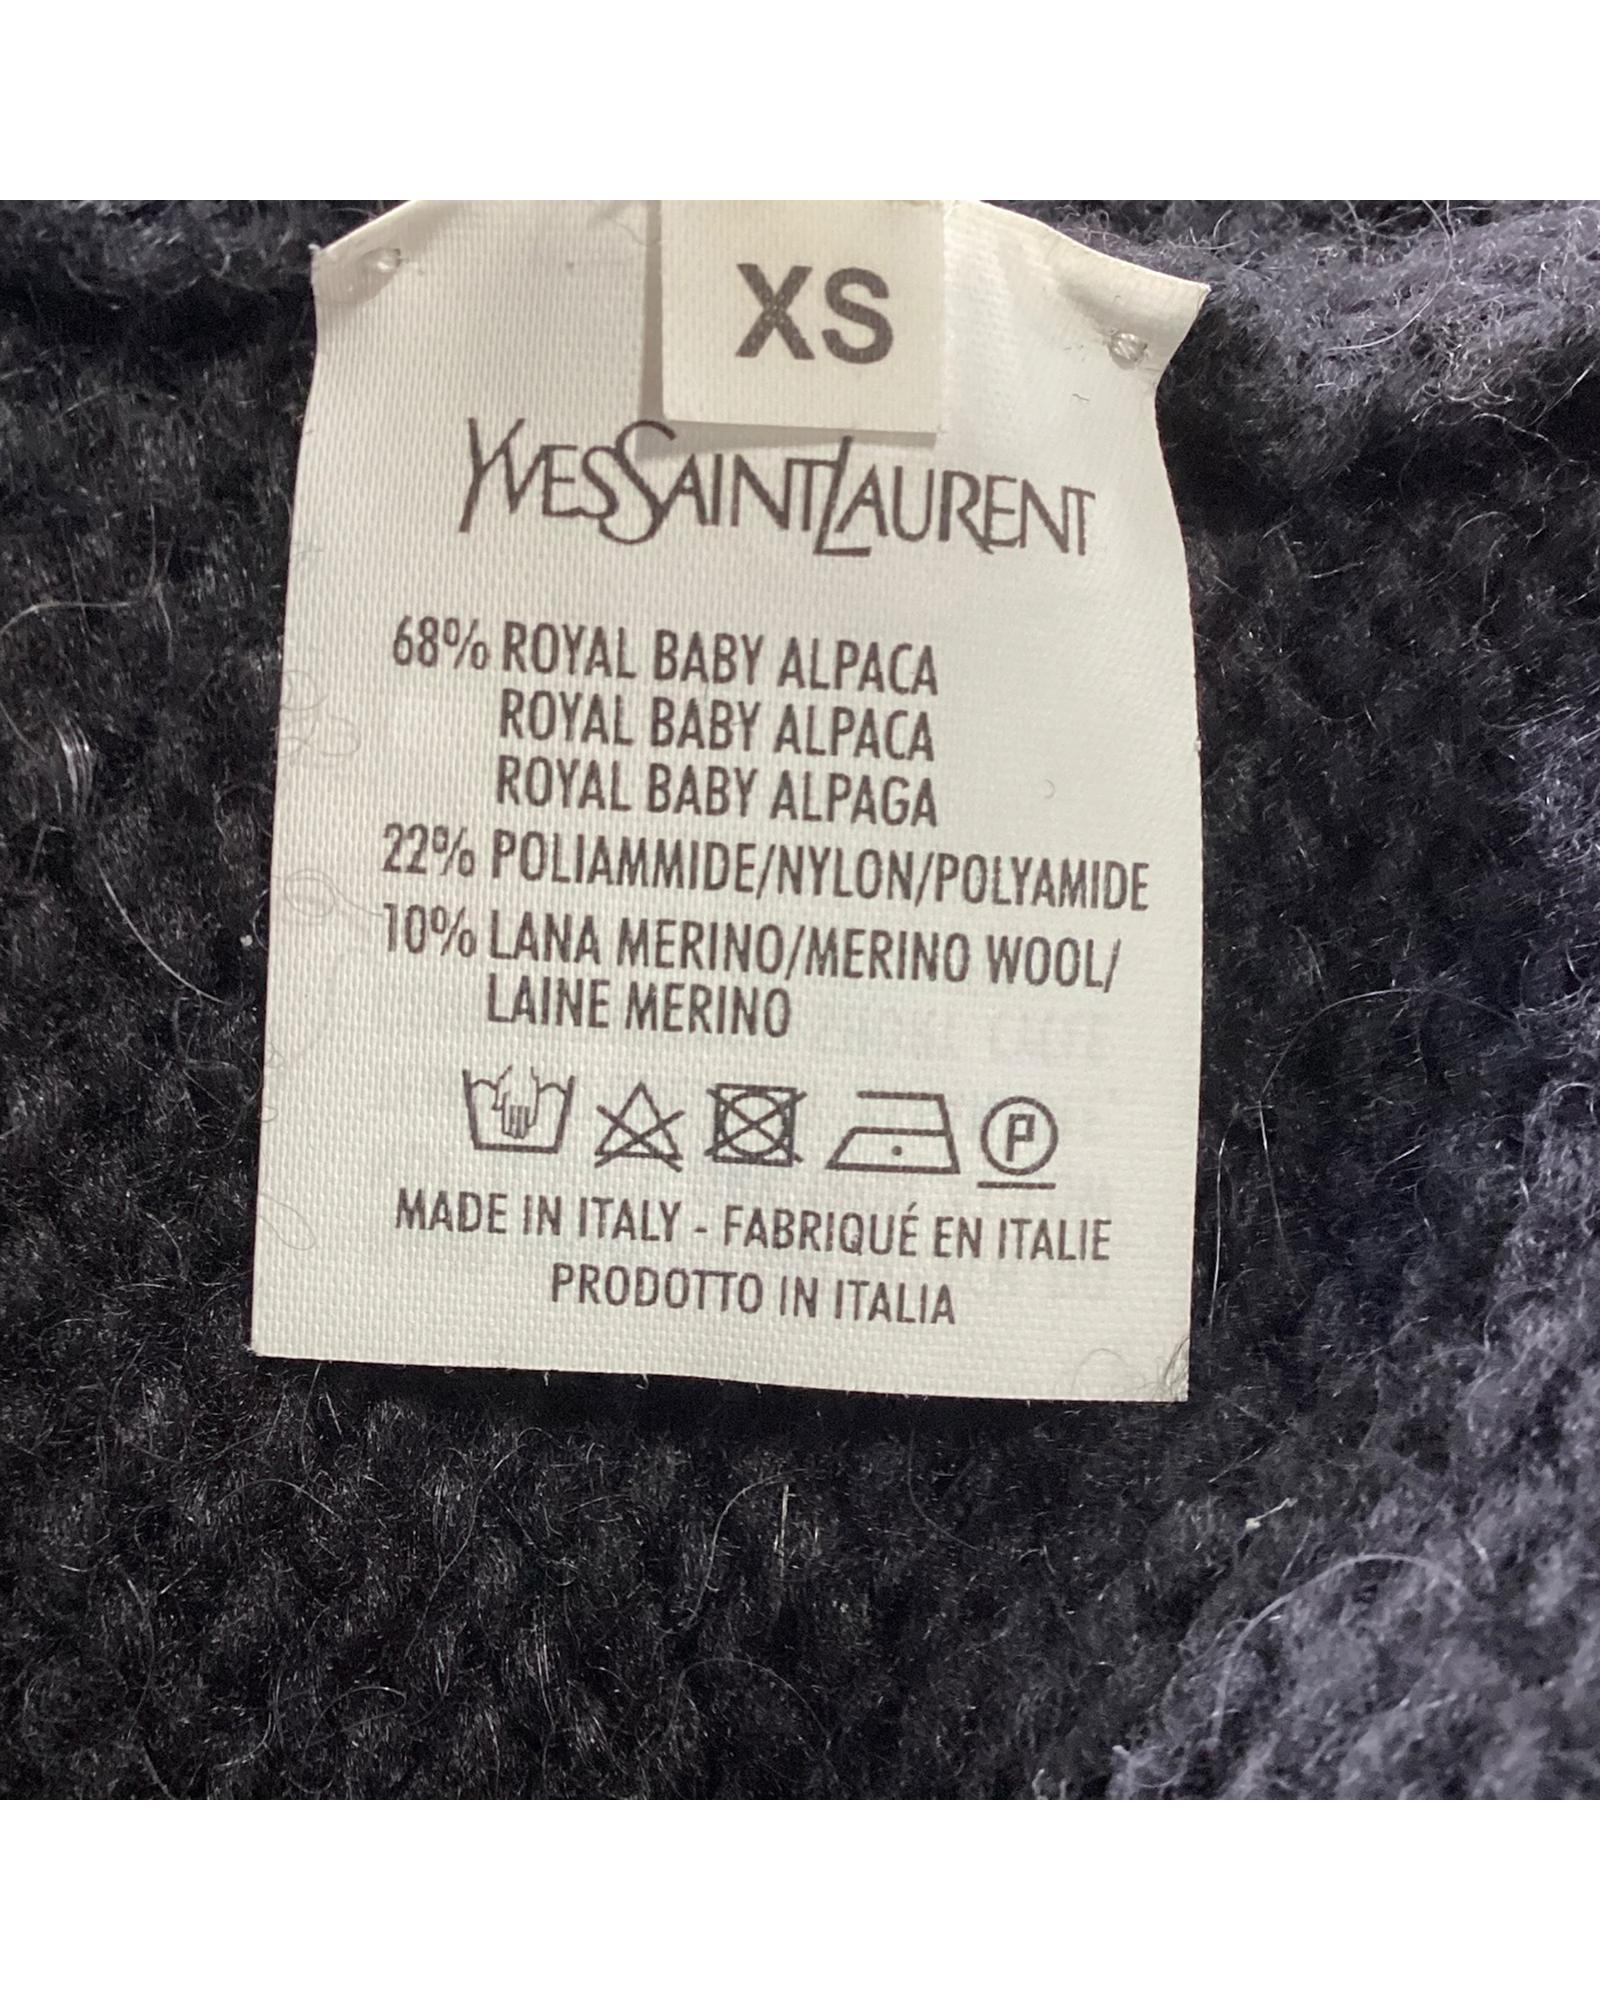 XS
YVESSAINTLAURENT
68% ROYAL BABY ALPACA
ROYAL BABY ALPACA
ROYAL BABY ALPAGA
22% POLIAMMIDE/NYLON/POLYAMIDE
10% LANA MERINO/MERINO WOOL/
LAINE MERINO
P
MADE IN ITALY - FABRIQUÉ EN ITALIE
PRODOTTO IN ITALIA